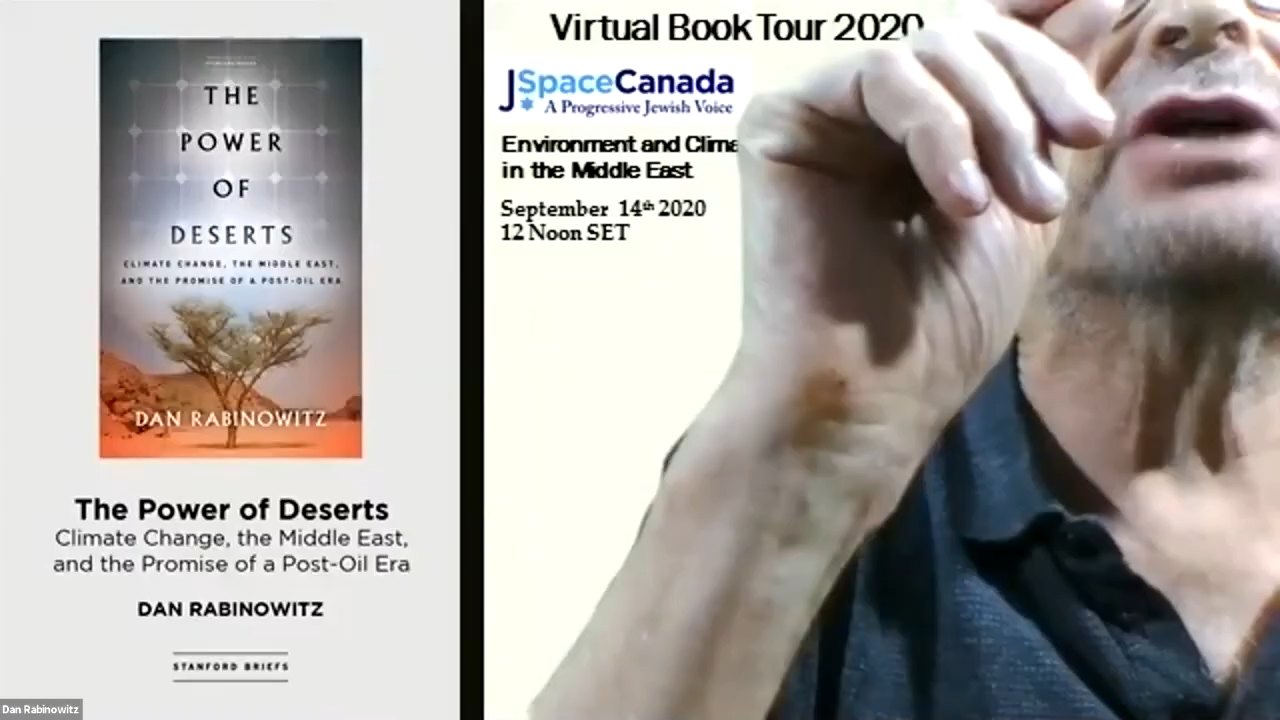 THE
POWER
OF
DESERTS
CLIMATE CHANGE, THE MIDDLE EAST,
AND THE PROMISE OF A POST-OIL ERA
DAN RABINOWITZ
The Power of Deserts
Climate Change, the Middle East,
and the Promise of a Post-Oil Era
DAN RABINOWITZ
STANFORD BRIEFS
Dan Rabinowitz
Virtual Book Tour 2020
JSpaceCanada
A Progressive Jewish Voice
Environment and Clima
in the Middle East
September 14th 2020
12 Noon SET